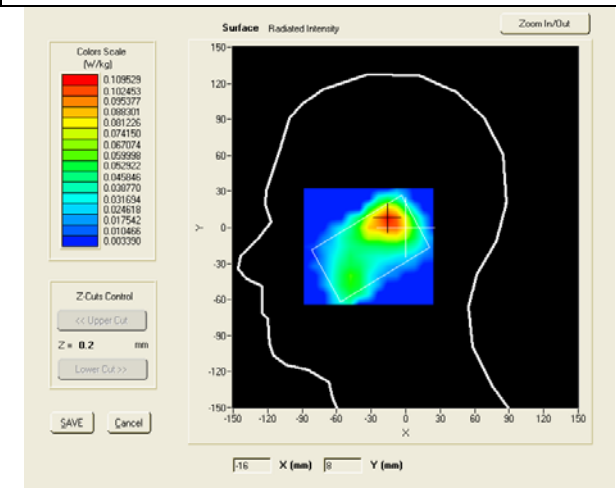 Surface Radiated Intensity
Zoom In/Out
Colors Scale
(W/kg)
0.109529
0.102453
0.095377
0.088301
0.081226
0.074150
0.067074
0.059998
0.052922
0.045846
0.038770
0.031694
0.024618
0.017542
0.010466
0.003390
Z-Cuts Control
<< Upper Cut
Z = 0.2 mm
Lower Cut >>
SAVE Cancel
150-
120-
90-
60-
30-
Y 0-
-30-
-60-
-90-
-120-
-150-
-150 -120 -90 -60 -30 0 30 60 90 120 150
X
-16 X (mm) 8 Y (mm)